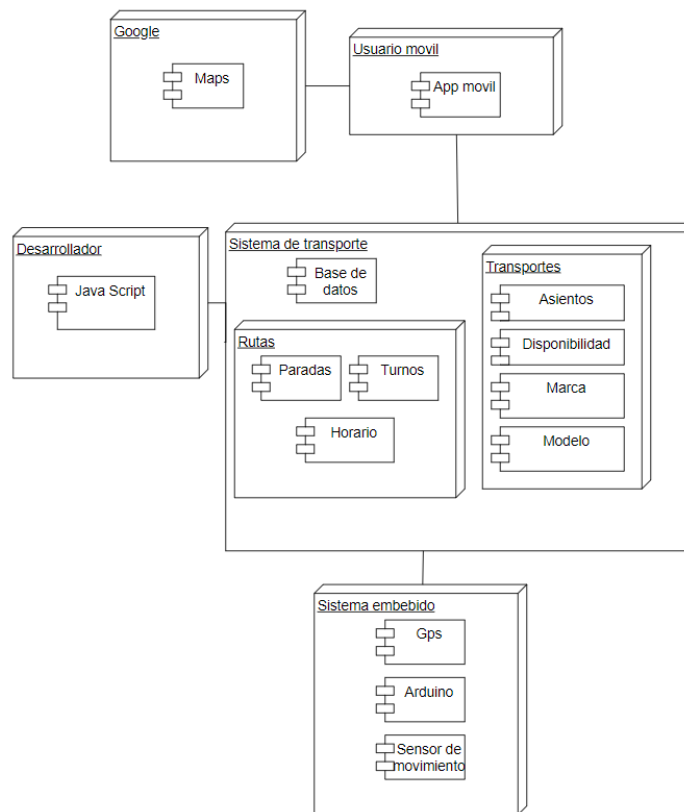 Google
Maps
Usuario movil
App movil
Desarrollador
Java Script
Sistema de transporte
Base de
datos
Rutas
Paradas
Turnos
Horario
Transportes
Asientos
Disponibilidad
Marca
Modelo
Sistema embebido
Gps
Arduino
Sensor de
movimiento